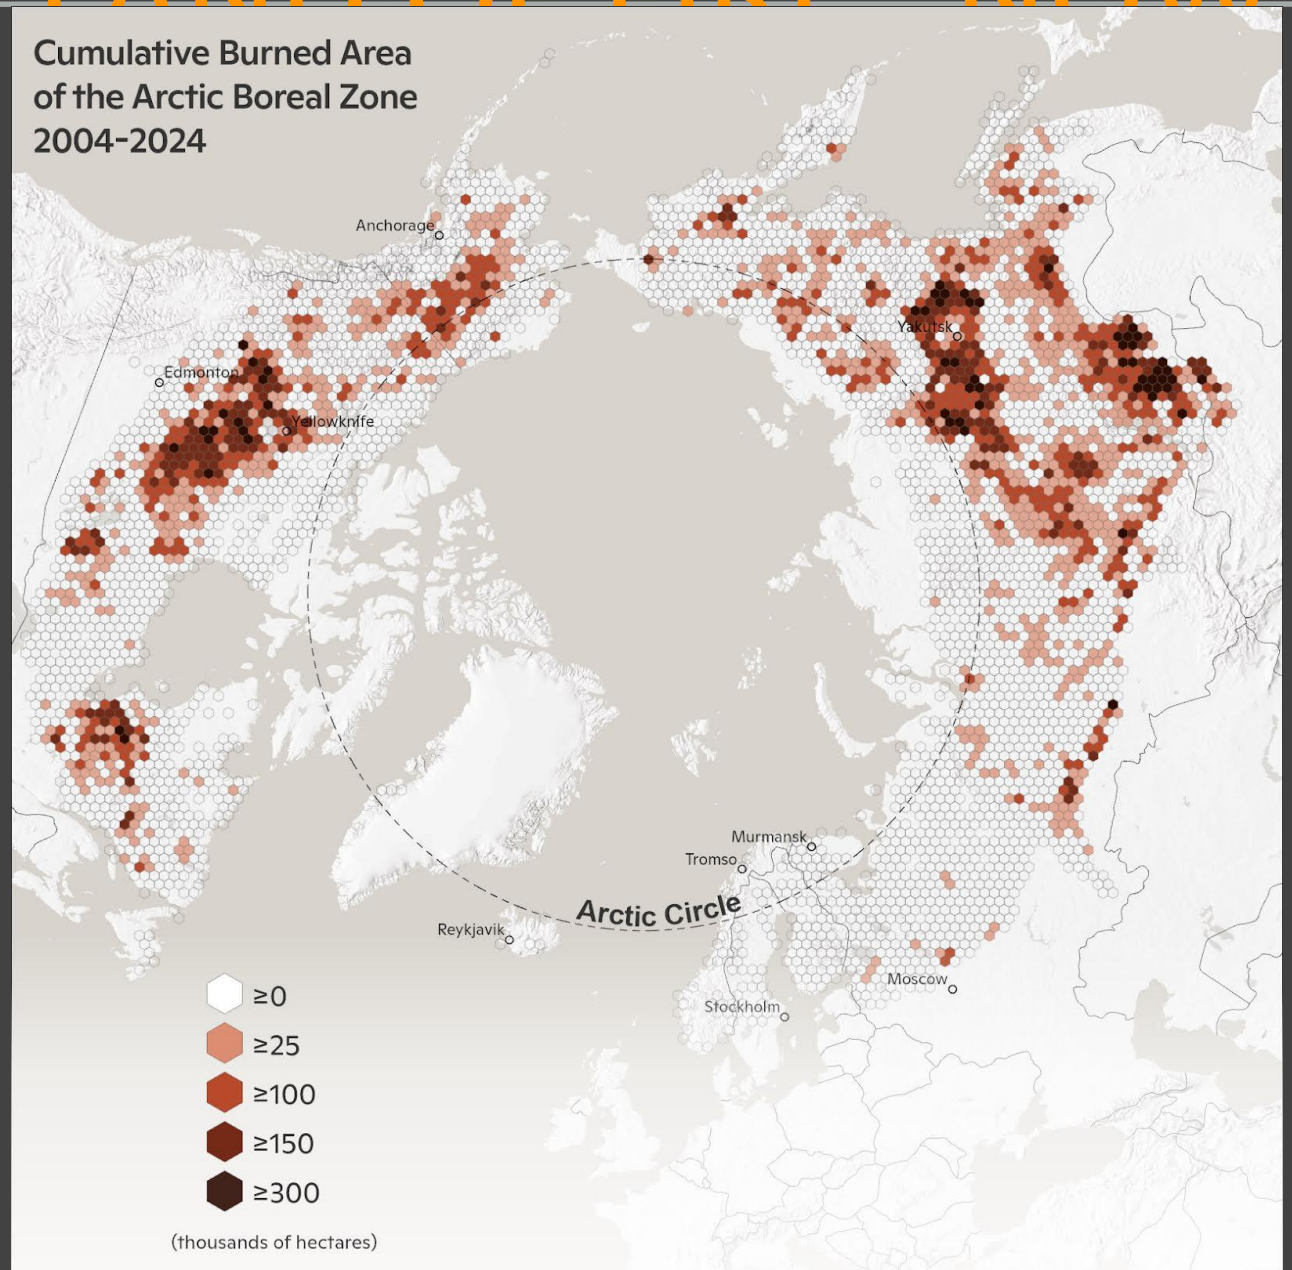 Cumulative Burned Area
of the Arctic Boreal Zone
2004-2024
Anchorage
Yakutsk
Edmonton
Yellowknife
Murmansk
Tromso
Arctic Circle
Reykjavik
Moscow
Stockholm
≥0
≥25
≥100
≥150
≥300
(thousands of hectares)